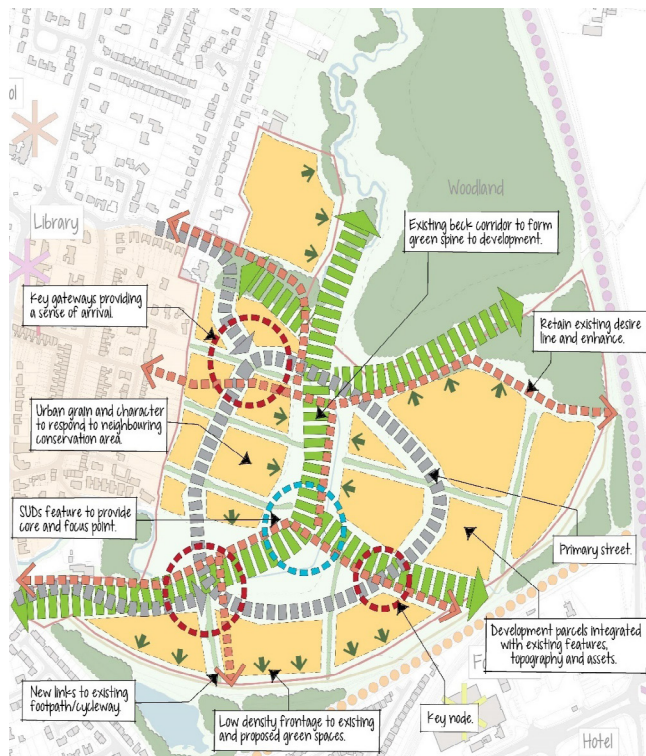 ol
Woodland
Library
Existing beck corridor to form
green spine to development.
Key gateways providing
a sense of arrival.
Retain existing desire
line and enhance.
Urban grain and character
to respond to neighbouring
conservation area.
SUDs feature to provide
core and focus point.
Primary street.
Development parcels integrated
with existing features,
topography and assets.
New links to existing
footpath/cycleway.
Low density frontage to existing
and proposed green spaces.
Key node.
Hotel